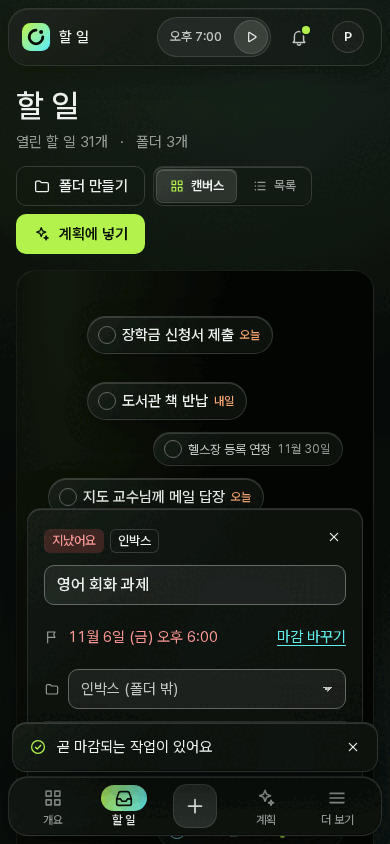 할 일
오후 7:00
P
할 일
열린 할 일 31개 · 폴더 3개
폴더 만들기
캔버스
목록
계획에 넣기
장학금 신청서 제출 오늘
도서관 책 반납 내일
헬스장 등록 연장 11월 30일
지도 교수님께 메일 답장 오늘
지났어요
인박스
영어 회화 과제
11월 6일 (금) 오후 6:00
마감 바꾸기
인박스 (폴더 밖)
곧 마감되는 작업이 있어요
개요
할 일
계획
더 보기